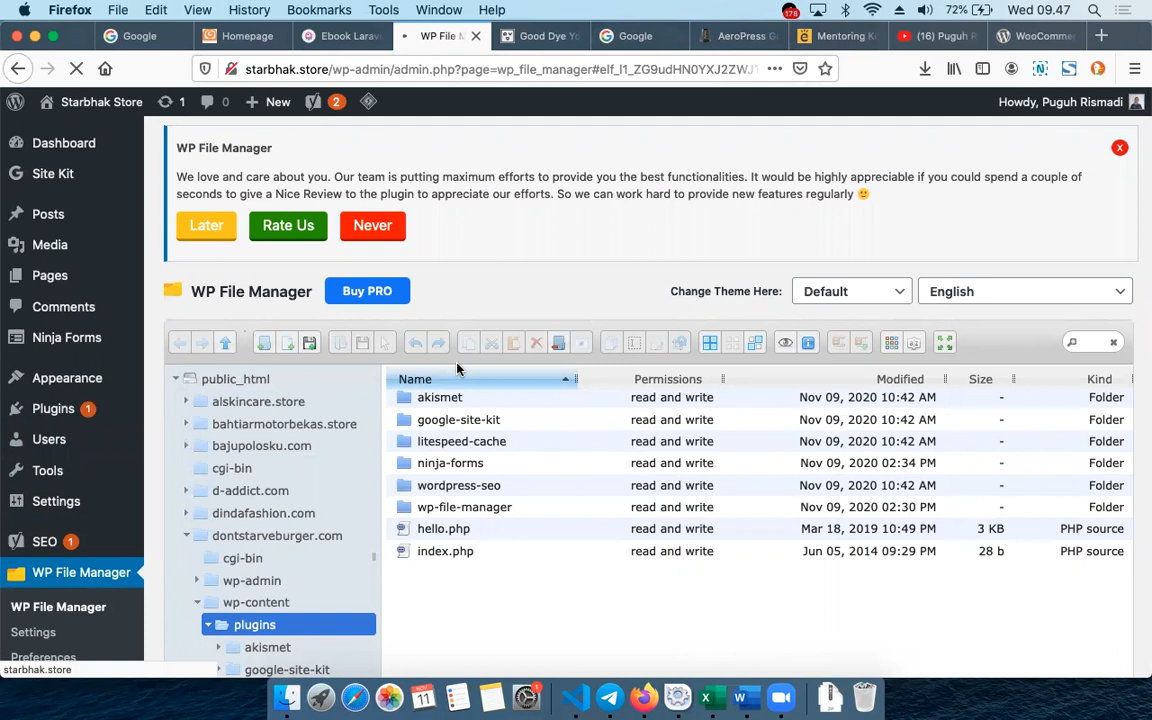 Firefox File Edit View History Bookmarks Tools Window Help 178 72% Wed 09.47
Google Homepage Ebook Larav WP File M Good Dye Yo Google AeroPress G Mentoring K (16) Puguh R WooComme
starbhak.store/wp-admin/admin.php?page=wp_file_manager#elf_l1_ZG9udHN0YXJ2ZWJ1
Starbhak Store 1 0 New 2 Howdy, Puguh Rismadi
Dashboard
Site Kit
Posts
Media
Pages
Comments
Ninja Forms
Appearance
Plugins 1
Users
Tools
Settings
SEO 1
WP File Manager
WP File Manager
Settings
Preferences
starbhak.store
WP File Manager
We love and care about you. Our team is putting maximum efforts to provide you the best functionalities. It would be highly appreciable if you could spend a couple of
seconds to give a Nice Review to the plugin to appreciate our efforts. So we can work hard to provide new features regularly 🙂
Later Rate Us Never
WP File Manager Buy PRO Change Theme Here: Default English
public_html
alskincare.store
bahtiarmotorbekas.store
bajupolosku.com
cgi-bin
d-addict.com
dindafashion.com
dontstarveburger.com
cgi-bin
wp-admin
wp-content
plugins
akismet
google-site-kit
Name Permissions Modified Size Kind
akismet read and write Nov 09, 2020 10:42 AM - Folder
google-site-kit read and write Nov 09, 2020 10:42 AM - Folder
litespeed-cache read and write Nov 09, 2020 10:42 AM - Folder
ninja-forms read and write Nov 09, 2020 02:34 PM - Folder
wordpress-seo read and write Nov 09, 2020 10:42 AM - Folder
wp-file-manager read and write Nov 09, 2020 02:30 PM - Folder
hello.php read and write Mar 18, 2019 10:49 PM 3 KB PHP source
index.php read and write Jun 05, 2014 09:29 PM 28 b PHP source
NOV 11 1